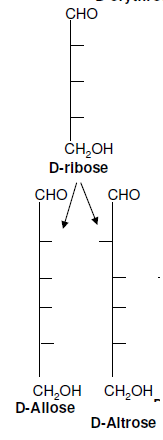 CHO
CH₂OH
D-ribose
CHO CHO
CH₂OH CH₂OH
D-Allose
D-Altrose